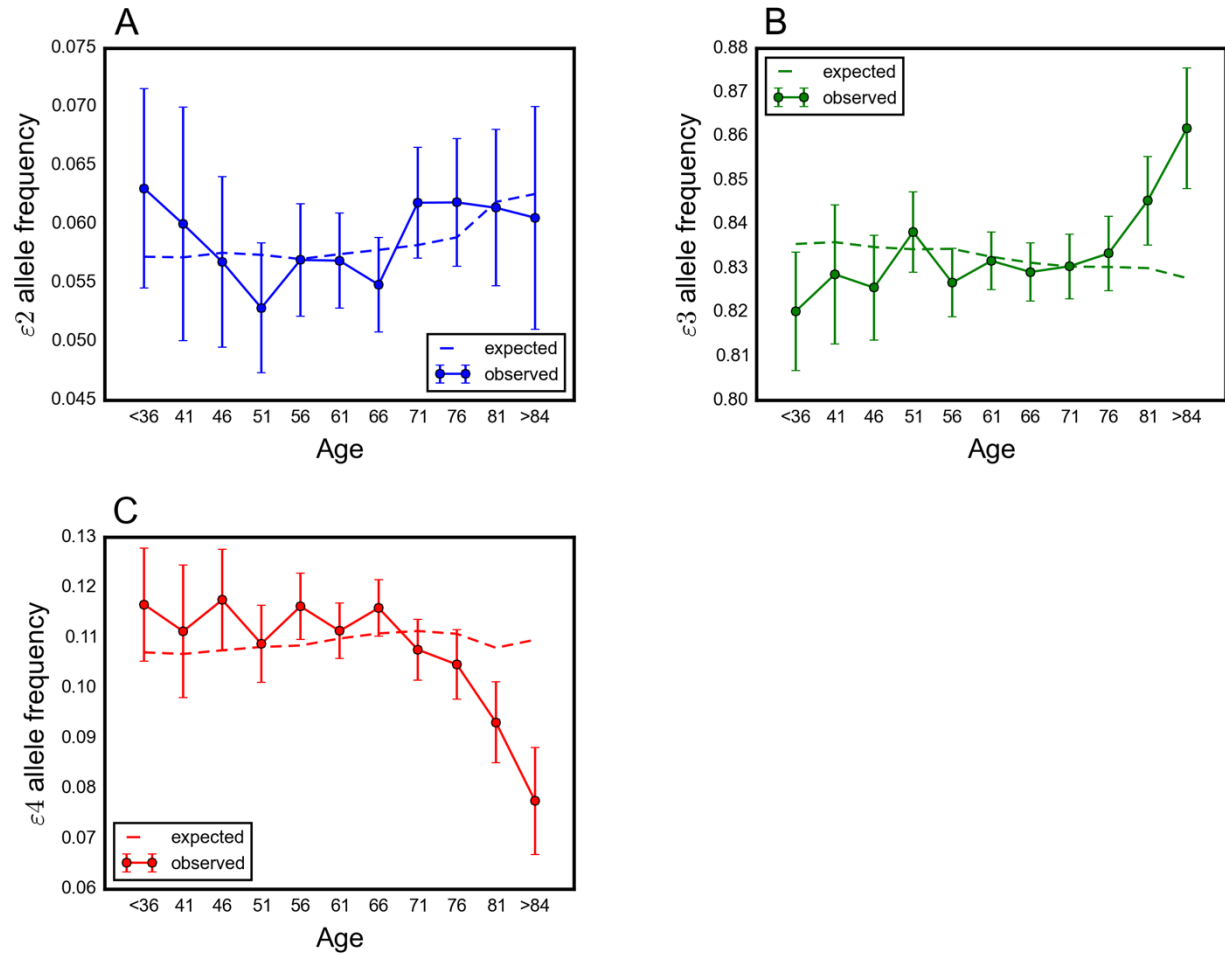 A
ε2 allele frequency
0.075
0.070
0.065
0.060
0.055
0.050
0.045
expected
observed
<36 41 46 51 56 61 66 71 76 81 >84
Age
B
ε3 allele frequency
0.88
0.87
0.86
0.85
0.84
0.83
0.82
0.81
0.80
expected
observed
<36 41 46 51 56 61 66 71 76 81 >84
Age
C
ε4 allele frequency
0.13
0.12
0.11
0.10
0.09
0.08
0.07
0.06
expected
observed
<36 41 46 51 56 61 66 71 76 81 >84
Age